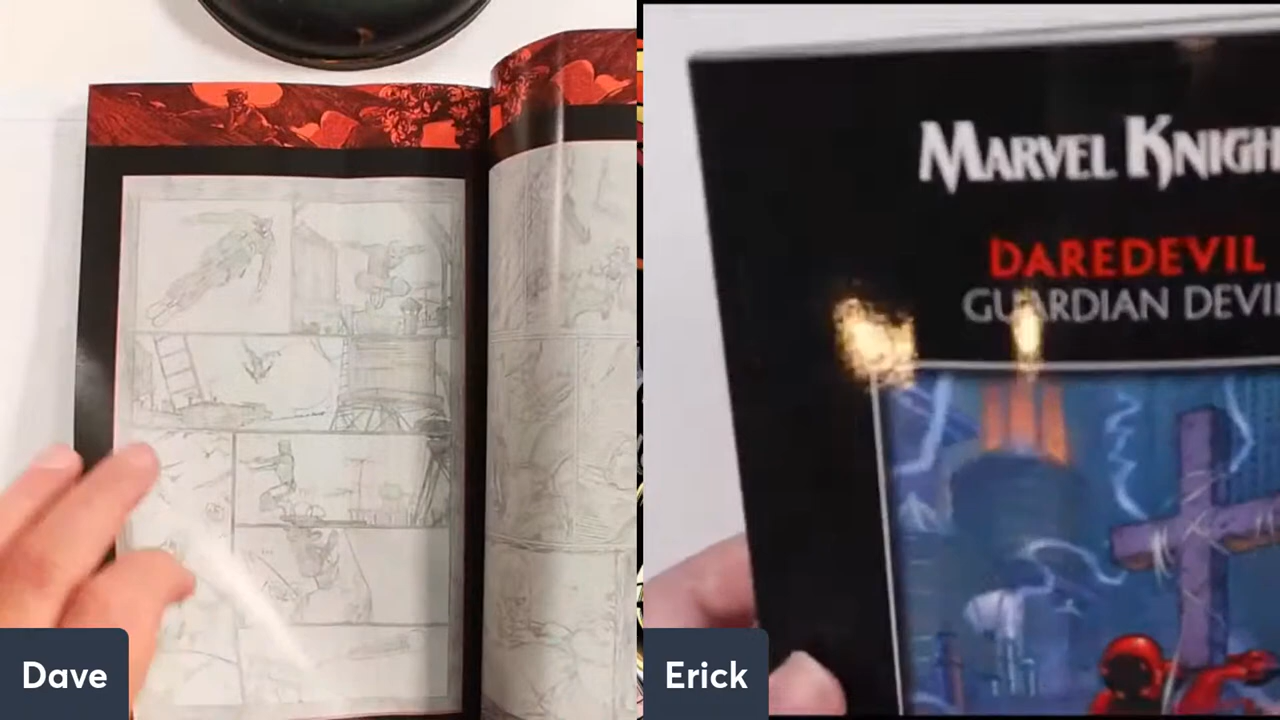 MARVEL KNIGH
DAREDEVIL
GUARDIAN DEVI
Dave
Erick